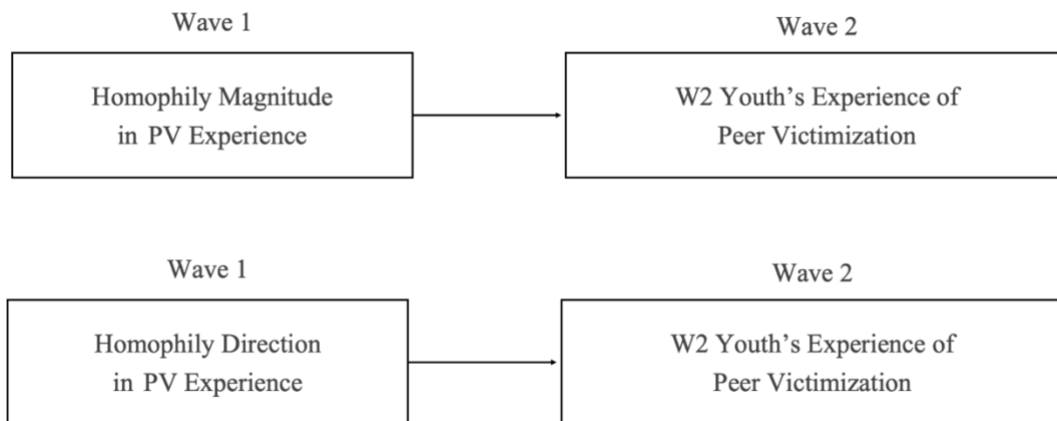 Wave 1
Wave 2
Homophily Magnitude
in PV Experience
W2 Youth's Experience of
Peer Victimization
Wave 1
Wave 2
Homophily Direction
in PV Experience
W2 Youth's Experience of
Peer Victimization